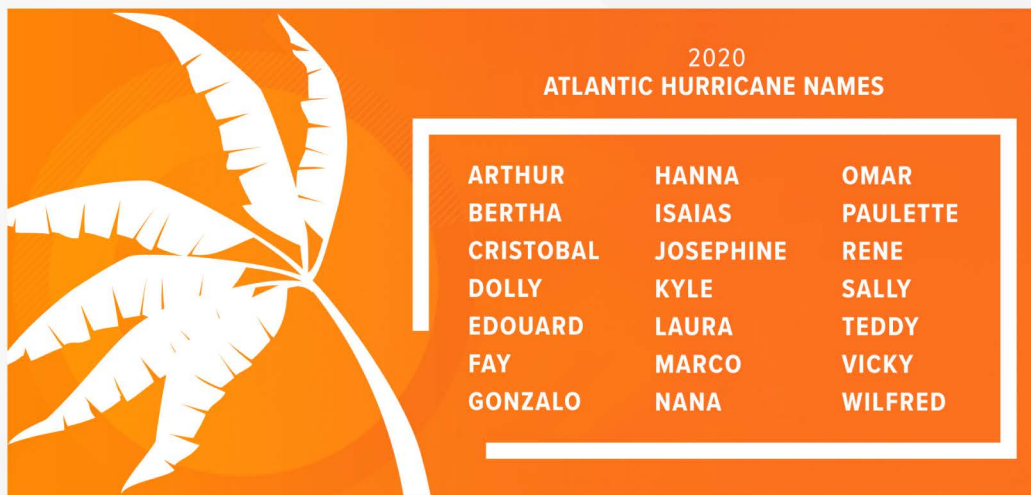 2020
ATLANTIC HURRICANE NAMES
ARTHUR
BERTHA
CRISTOBAL
DOLLY
EDOUARD
FAY
GONZALO
HANNA
ISAIAS
JOSEPHINE
KYLE
LAURA
MARCO
NANA
OMAR
PAULETTE
RENE
SALLY
TEDDY
VICKY
WILFRED